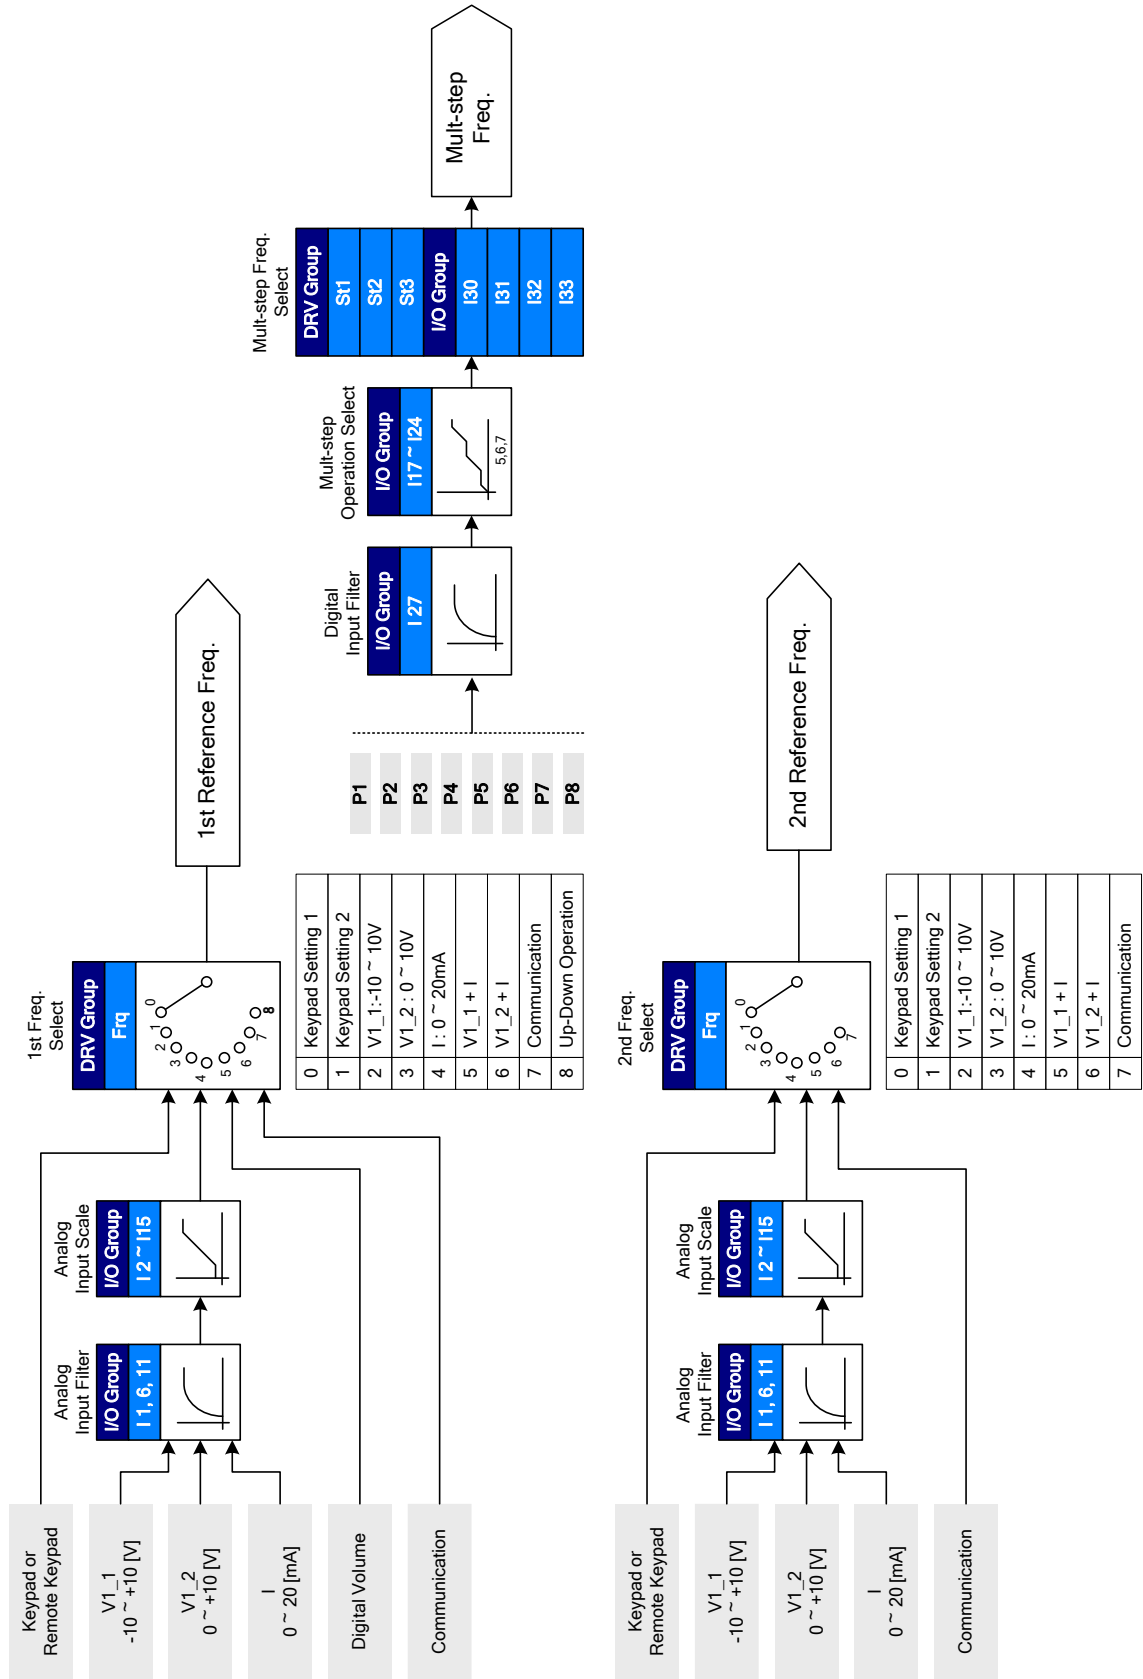 Keypad or
Remote Keypad
V1_1
-10 ~ +10 [V]
V1_2
0 ~ +10 [V]
I
0 ~ 20 [mA]
Digital Volume
Communication
Analog
Input Filter
I/O Group
I 1, 6, 11
Analog
Input Scale
I/O Group
I 2 ~ I15
1st Freq.
Select
DRV Group
Frq
0
1
2
3
4
5
6
7
8
1st Reference Freq.
0 Keypad Setting 1
1 Keypad Setting 2
2 V1_1:-10 ~ 10V
3 V1_2 : 0 ~ 10V
4 I : 0 ~ 20mA
5 V1_1 + I
6 V1_2 + I
7 Communication
8 Up-Down Operation
P1
P2
P3
P4
P5
P6
P7
P8
Digital
Input Filter
I/O Group
I 27
Mult-step
Operation Select
I/O Group
I17 ~ I24
5,6,7
Mult-step Freq.
Select
DRV Group
St1
St2
St3
I/O Group
I30
I31
I32
I33
Mult-step
Freq.
Keypad or
Remote Keypad
V1_1
-10 ~ +10 [V]
V1_2
0 ~ +10 [V]
I
0 ~ 20 [mA]
Communication
Analog
Input Filter
I/O Group
I 1, 6, 11
Analog
Input Scale
I/O Group
I 2 ~ I15
2nd Freq.
Select
DRV Group
Frq
0
1
2
3
4
5
6
2nd Reference Freq.
0 Keypad Setting 1
1 Keypad Setting 2
2 V1_1:-10 ~ 10V
3 V1_2 : 0 ~ 10V
4 I : 0 ~ 20mA
5 V1_1 + I
6 V1_2 + I
7 Communication